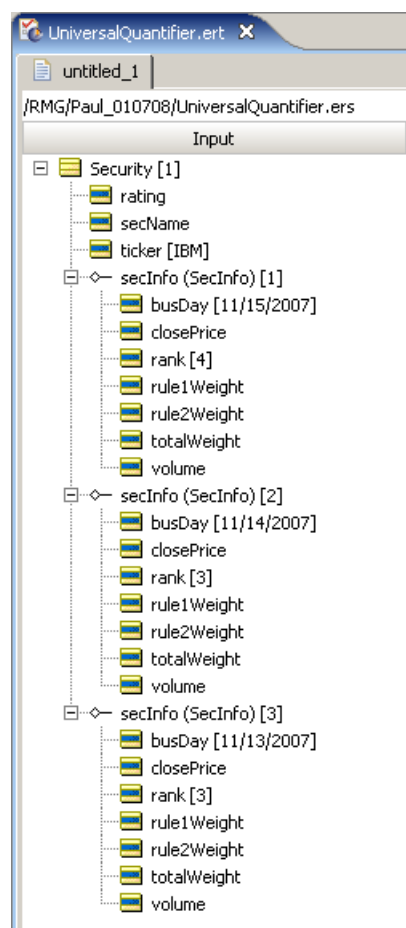 UniversalQuantifier.ert
untitled_1
/RMG/Paul_010708/UniversalQuantifier.ers
Input
Security [1]
rating
secName
ticker [IBM]
secInfo (SecInfo) [1]
busDay [11/15/2007]
closePrice
rank [4]
rule1Weight
rule2Weight
totalWeight
volume
secInfo (SecInfo) [2]
busDay [11/14/2007]
closePrice
rank [3]
rule1Weight
rule2Weight
totalWeight
volume
secInfo (SecInfo) [3]
busDay [11/13/2007]
closePrice
rank [3]
rule1Weight
rule2Weight
totalWeight
volume